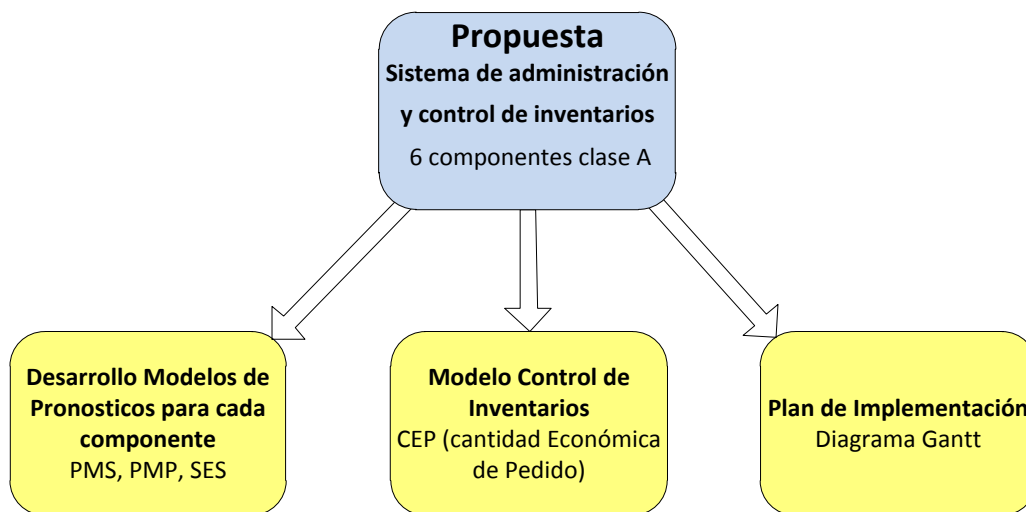 Propuesta
Sistema de administración
y control de inventarios
6 componentes clase A
Desarrollo Modelos de
Pronosticos para cada
componente
PMS, PMP, SES
Modelo Control de
Inventarios
CEP (cantidad Económica
de Pedido)
Plan de Implementación
Diagrama Gantt